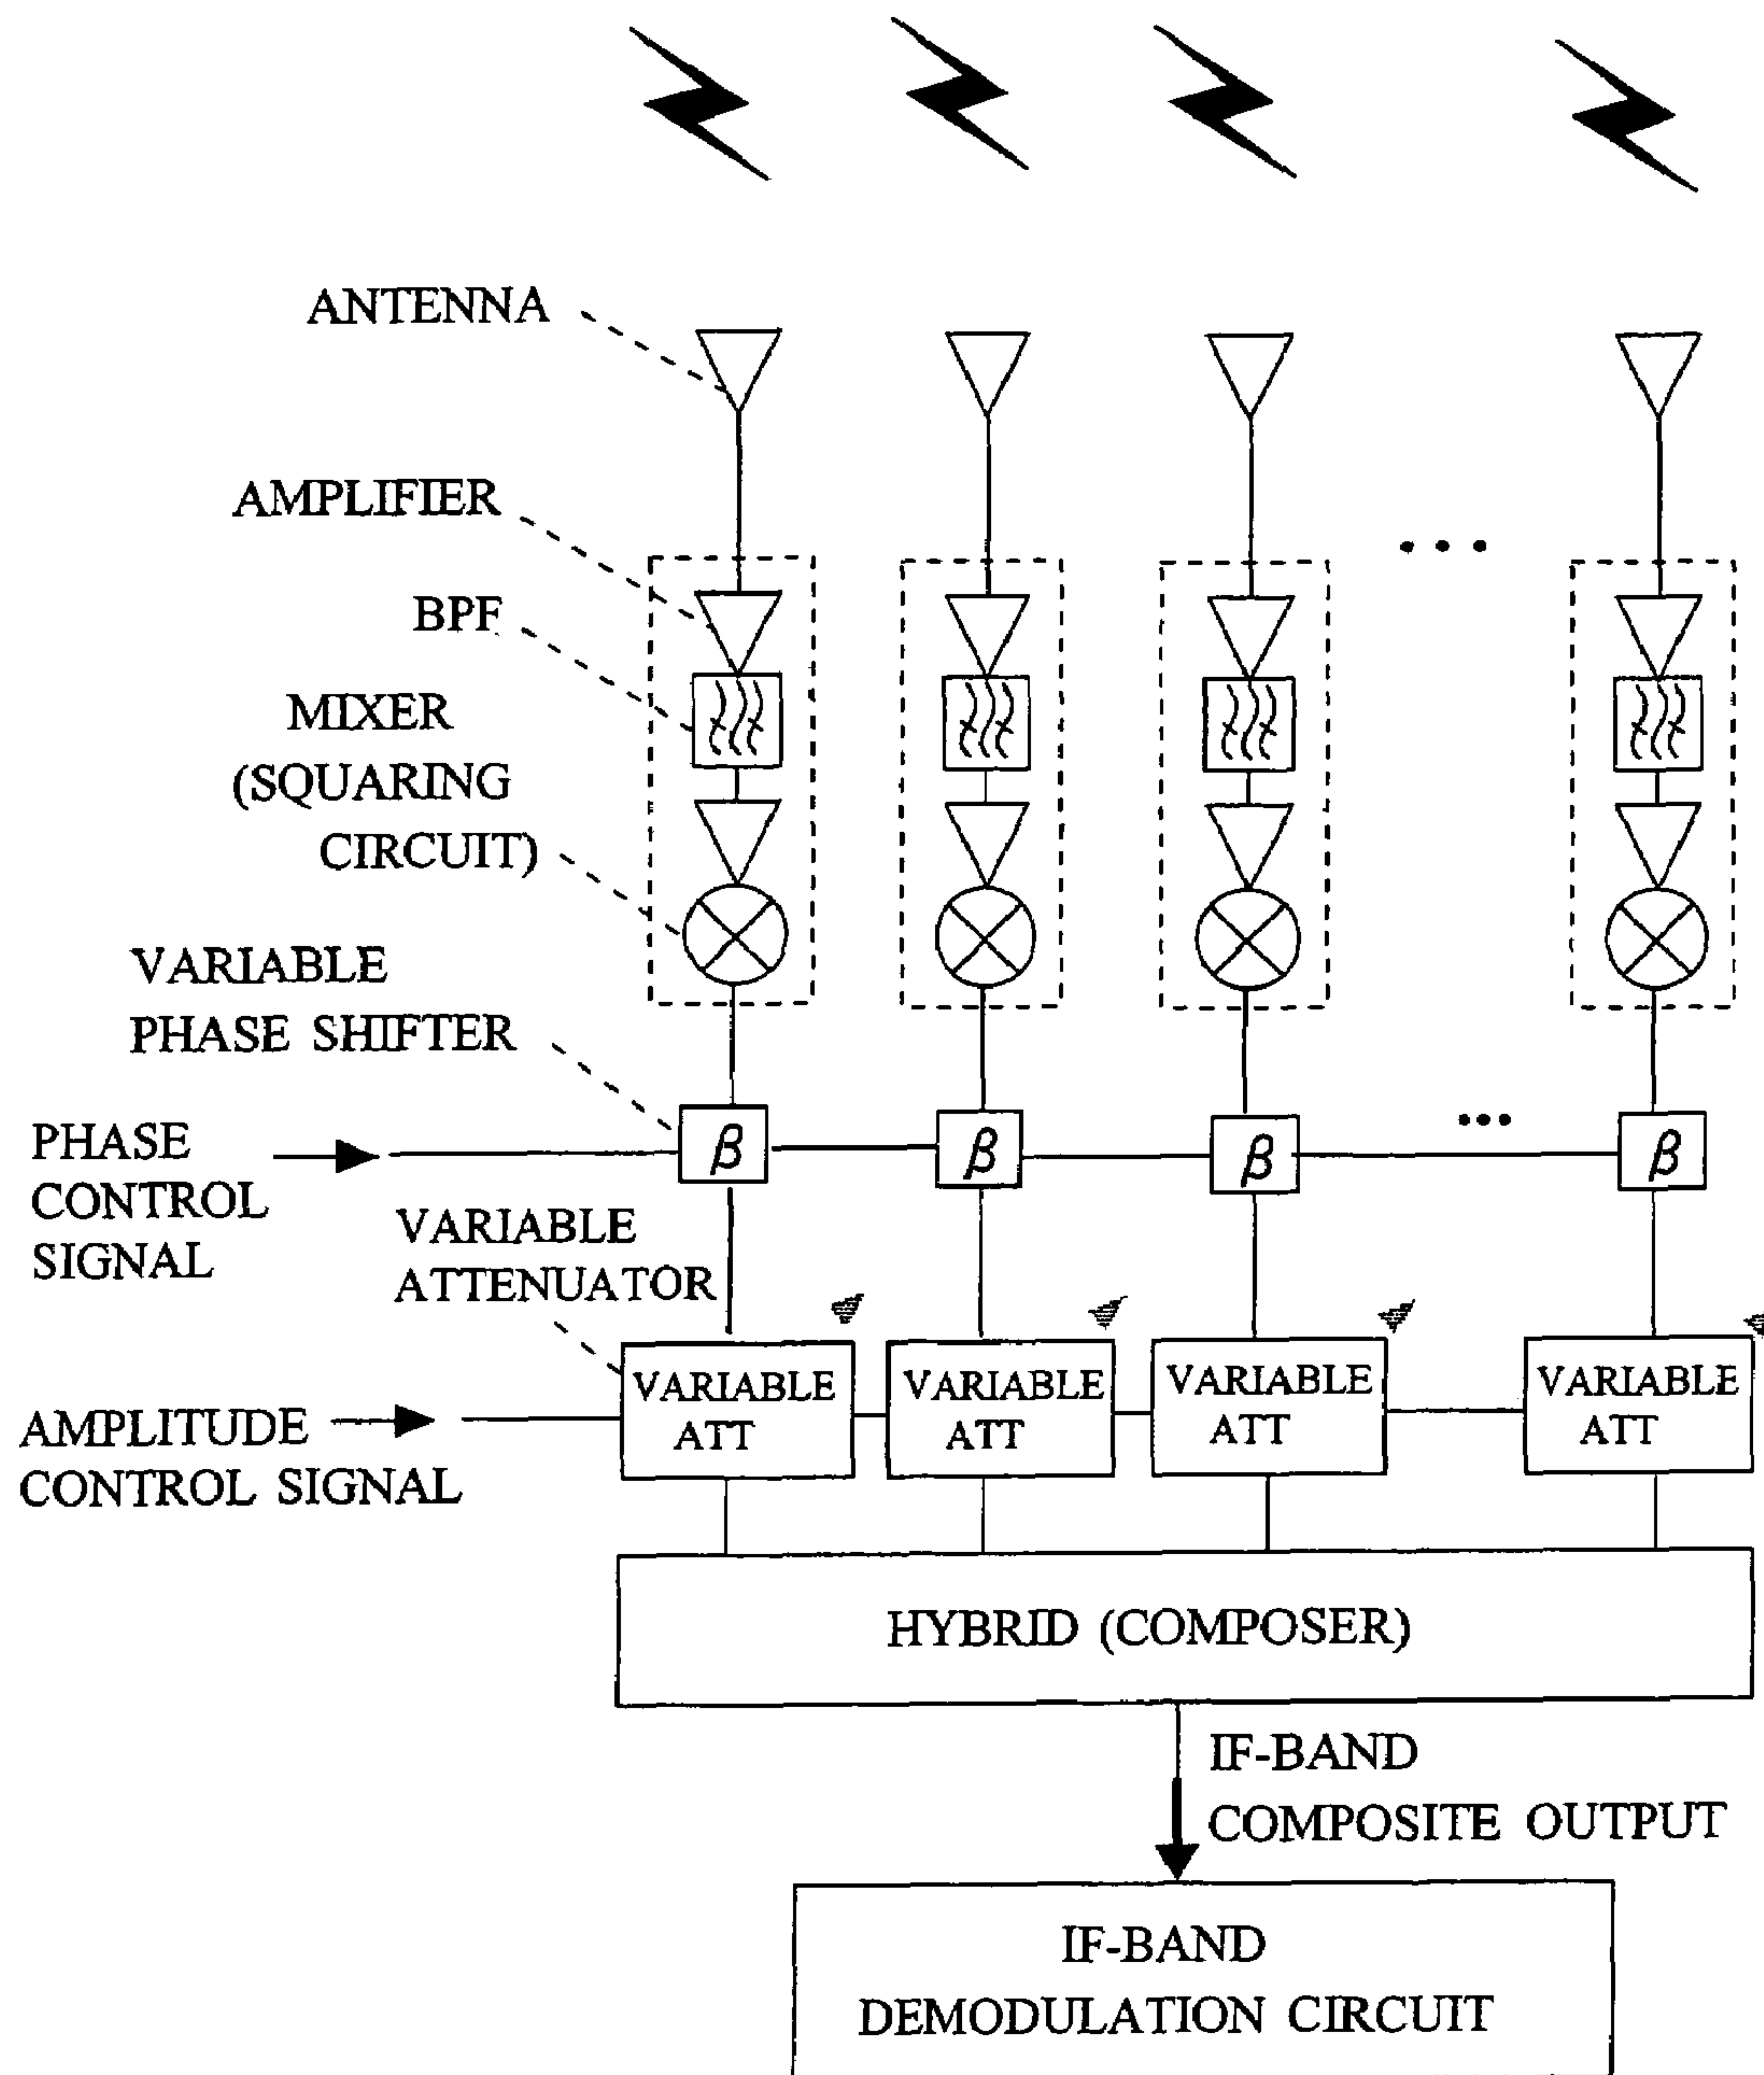 ANTENNA
AMPLIFIER
BPF
MIXER
(SQUARING
CIRCUIT)
VARIABLE
PHASE SHIFTER
PHASE
CONTROL
SIGNAL
β
β
β
β
VARIABLE
ATTENUATOR
AMPLITUDE
CONTROL SIGNAL
VARIABLE
ATT
VARIABLE
ATT
VARIABLE
ATT
VARIABLE
ATT
HYBRID (COMPOSER)
IF-BAND
COMPOSITE OUTPUT
IF-BAND
DEMODULATION CIRCUIT